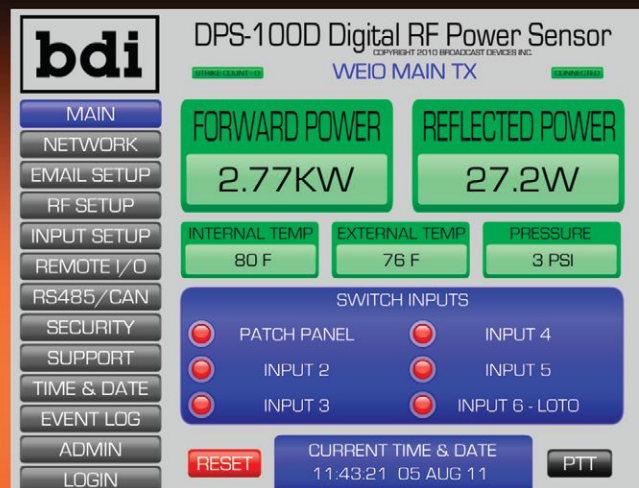 bdi
DPS-100D Digital RF Power Sensor
COPYRIGHT 2010 BROADCAST DEVICES INC.
STRIKE COUNT : 0
WEIO MAIN TX
CONNECTED
MAIN
NETWORK
EMAIL SETUP
RF SETUP
INPUT SETUP
REMOTE I/O
RS485/CAN
SECURITY
SUPPORT
TIME & DATE
EVENT LOG
ADMIN
LOGIN
FORWARD POWER
2.77KW
REFLECTED POWER
27.2W
INTERNAL TEMP
80 F
EXTERNAL TEMP
76 F
PRESSURE
3 PSI
SWITCH INPUTS
PATCH PANEL
INPUT 4
INPUT 2
INPUT 5
INPUT 3
INPUT 6 - LOTO
RESET
CURRENT TIME & DATE
11:43:21 05 AUG 11
PTT